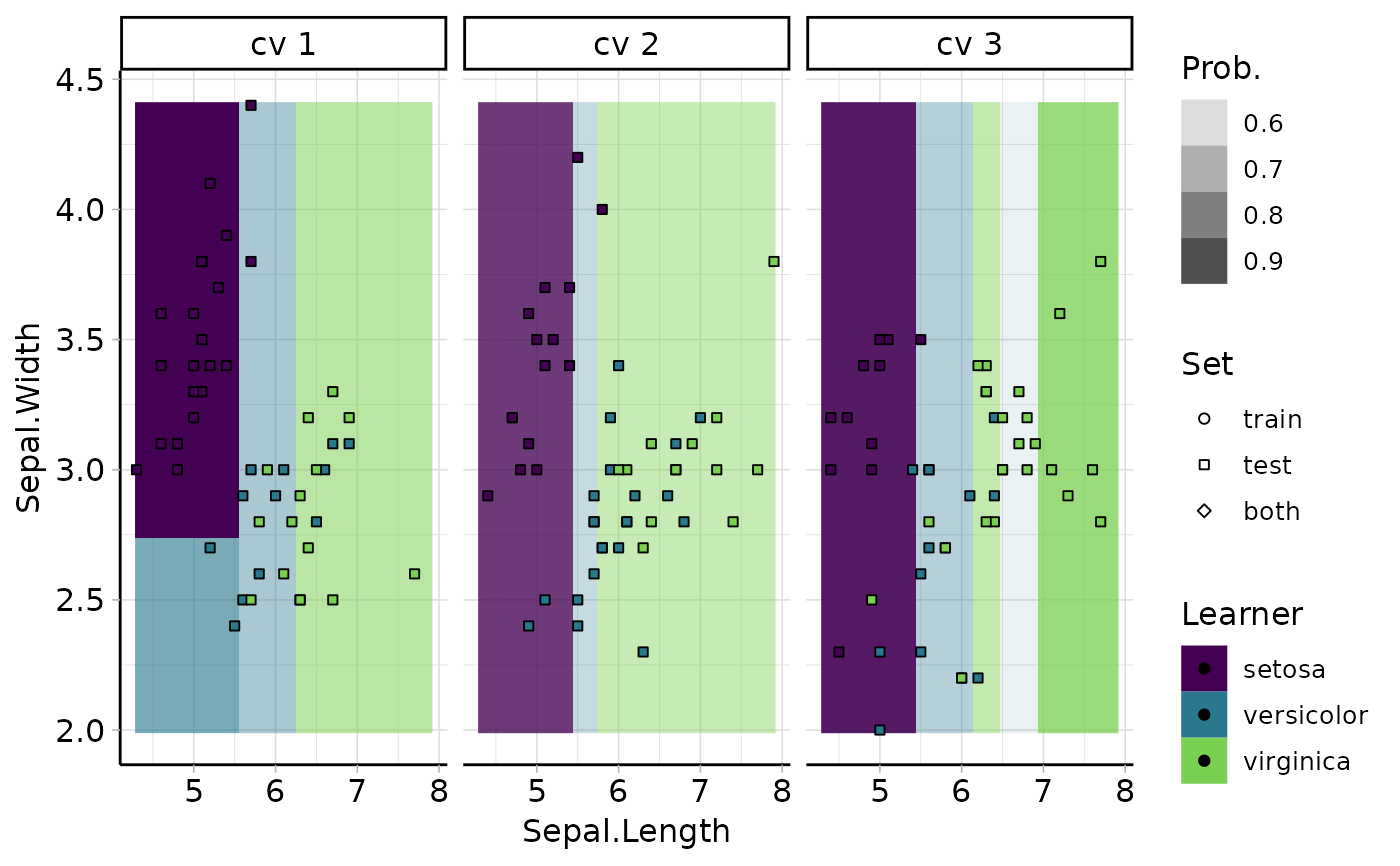 cv 1
cv 2
cv 3
4.5
4.0
3.5
3.0
2.5
2.0
Sepal.Width
5 6 7 8
5 6 7 8
5 6 7 8
Sepal.Length
Prob.
0.6
0.7
0.8
0.9
Set
train
test
both
Learner
setosa
versicolor
virginica